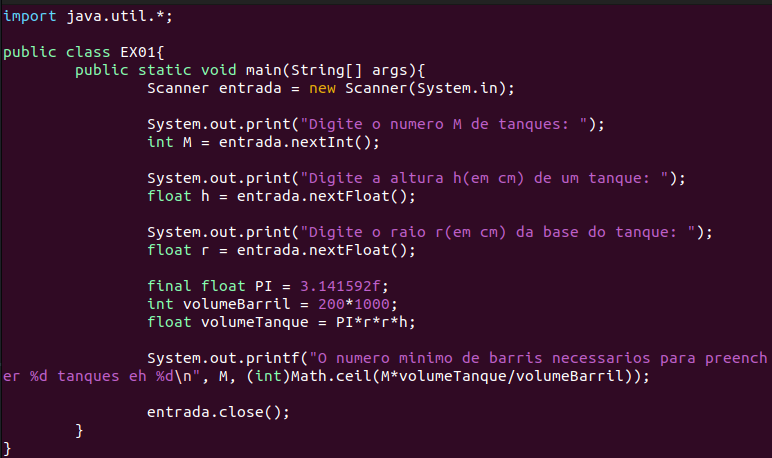 import java.util.*;

public class EX01{
        public static void main(String[] args){
                Scanner entrada = new Scanner(System.in);

                System.out.print("Digite o numero M de tanques: ");
                int M = entrada.nextInt();

                System.out.print("Digite a altura h(em cm) de um tanque: ");
                float h = entrada.nextFloat();

                System.out.print("Digite o raio r(em cm) da base do tanque: ");
                float r = entrada.nextFloat();

                final float PI = 3.141592f;
                int volumeBarril = 200*1000;
                float volumeTanque = PI*r*r*h;

                System.out.printf("O numero minimo de barris necessarios para preench
er %d tanques eh %d\n", M, (int)Math.ceil(M*volumeTanque/volumeBarril));

                entrada.close();
        }
}